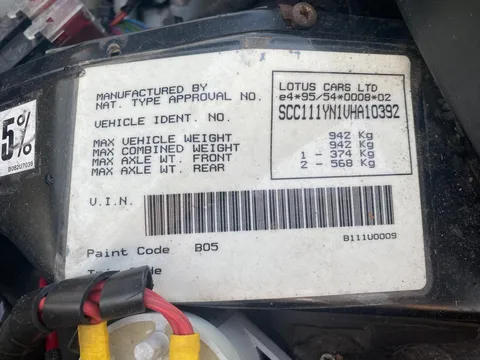 MANUFACTURED BY LOTUS CARS LTD
NAT. TYPE APPROVAL NO. e4*95/54*0008*02
VEHICLE IDENT. NO. SCC111YN1VHA10392
MAX VEHICLE WEIGHT 942 Kg
MAX COMBINED WEIGHT 942 Kg
MAX AXLE WT. FRONT 1 - 374 Kg
MAX AXLE WT. REAR 2 - 568 Kg
5%
V.I.N.
B111U0009
Paint Code B05